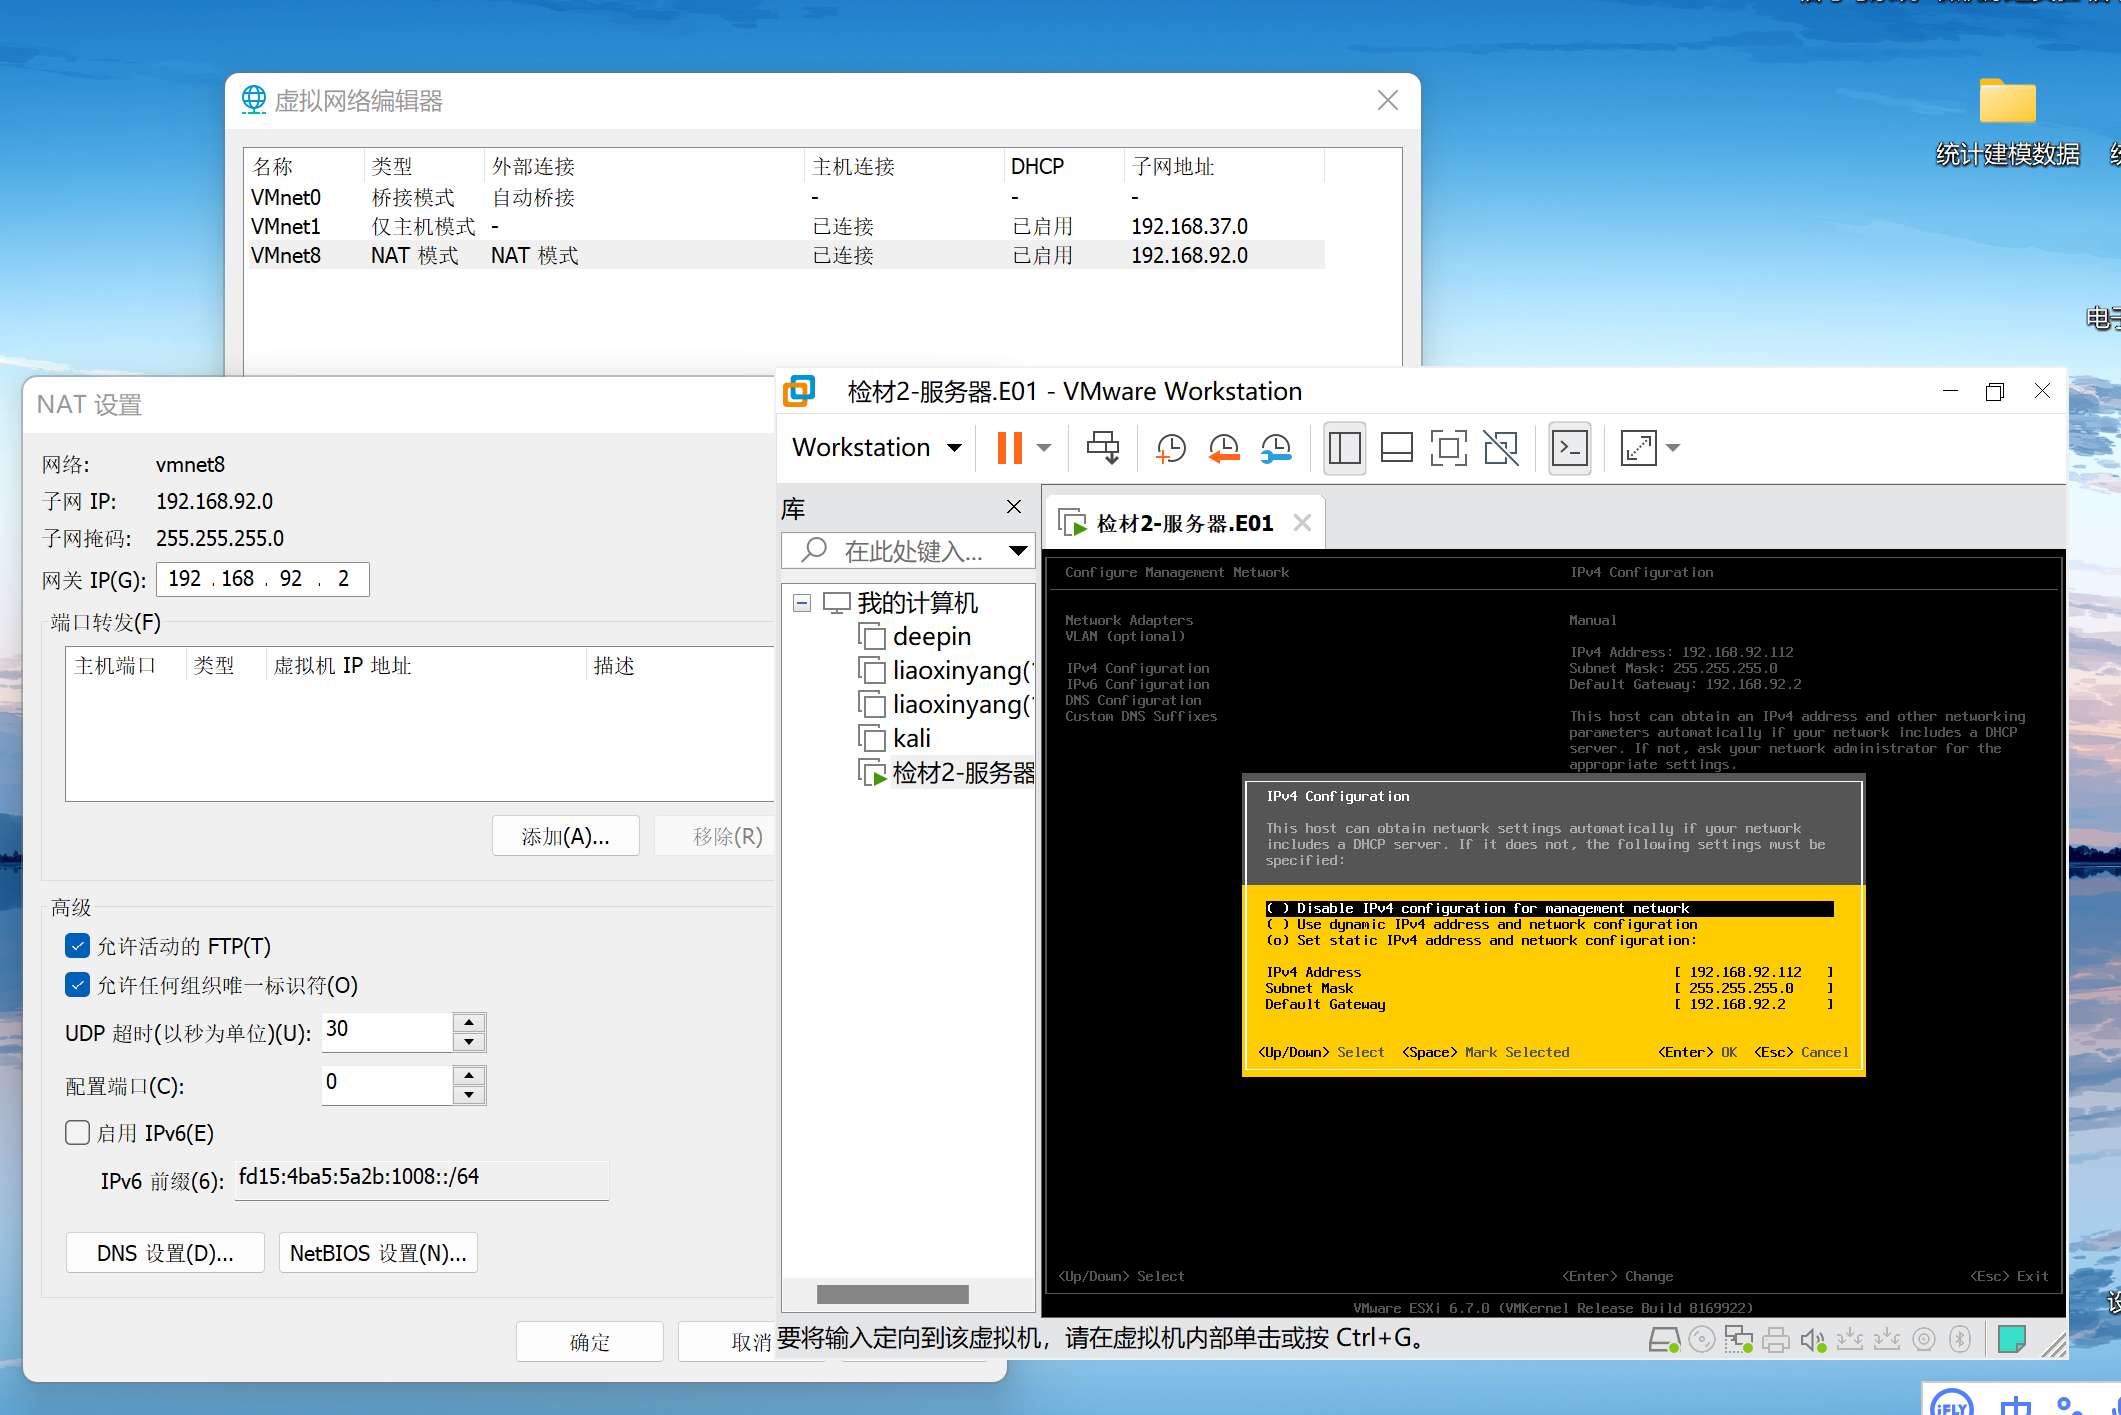 统计建模数据
虚拟网络编辑器
名称 类型 外部连接 主机连接 DHCP 子网地址
VMnet0 桥接模式 自动桥接 - - -
VMnet1 仅主机模式 - 已连接 已启用 192.168.37.0
VMnet8 NAT 模式 NAT 模式 已连接 已启用 192.168.92.0
NAT 设置
网络: vmnet8
子网 IP: 192.168.92.0
子网掩码: 255.255.255.0
网关 IP(G): 192 . 168 . 92 . 2
端口转发(F)
主机端口 类型 虚拟机 IP 地址 描述
添加(A)... 移除(R)
高级
允许活动的 FTP(T)
允许任何组织唯一标识符(O)
UDP 超时(以秒为单位)(U): 30
配置端口(C): 0
启用 IPv6(E)
IPv6 前缀(6): fd15:4ba5:5a2b:1008::/64
DNS 设置(D)... NetBIOS 设置(N)...
确定 取消
检材2-服务器.E01 - VMware Workstation
Workstation
库
在此处键入...
我的计算机
deepin
liaoxinyang(
liaoxinyang(
kali
检材2-服务器
检材2-服务器.E01
Configure Management Network IPv4 Configuration
Network Adapters
VLAN (optional)
IPv4 Configuration
IPv6 Configuration
DNS Configuration
Custom DNS Suffixes
Manual
IPv4 Address: 192.168.92.112
Subnet Mask: 255.255.255.0
Default Gateway: 192.168.92.2
This host can obtain an IPv4 address and other networking
parameters automatically if your network includes a DHCP
server. If not, ask your network administrator for the
appropriate settings.
IPv4 Configuration
This host can obtain network settings automatically if your network
includes a DHCP server. If it does not, the following settings must be
specified:
( ) Disable IPv4 configuration for management network
( ) Use dynamic IPv4 address and network configuration
(o) Set static IPv4 address and network configuration:
IPv4 Address [ 192.168.92.112 ]
Subnet Mask [ 255.255.255.0 ]
Default Gateway [ 192.168.92.2 ]
<Up/Down> Select <Space> Mark Selected <Enter> OK <Esc> Cancel
<Up/Down> Select <Enter> Change <Esc> Exit
VMware ESXi 6.7.0 (VMKernel Release Build 8169922)
要将输入定向到该虚拟机，请在虚拟机内部单击或按 Ctrl+G。
iFLY 中